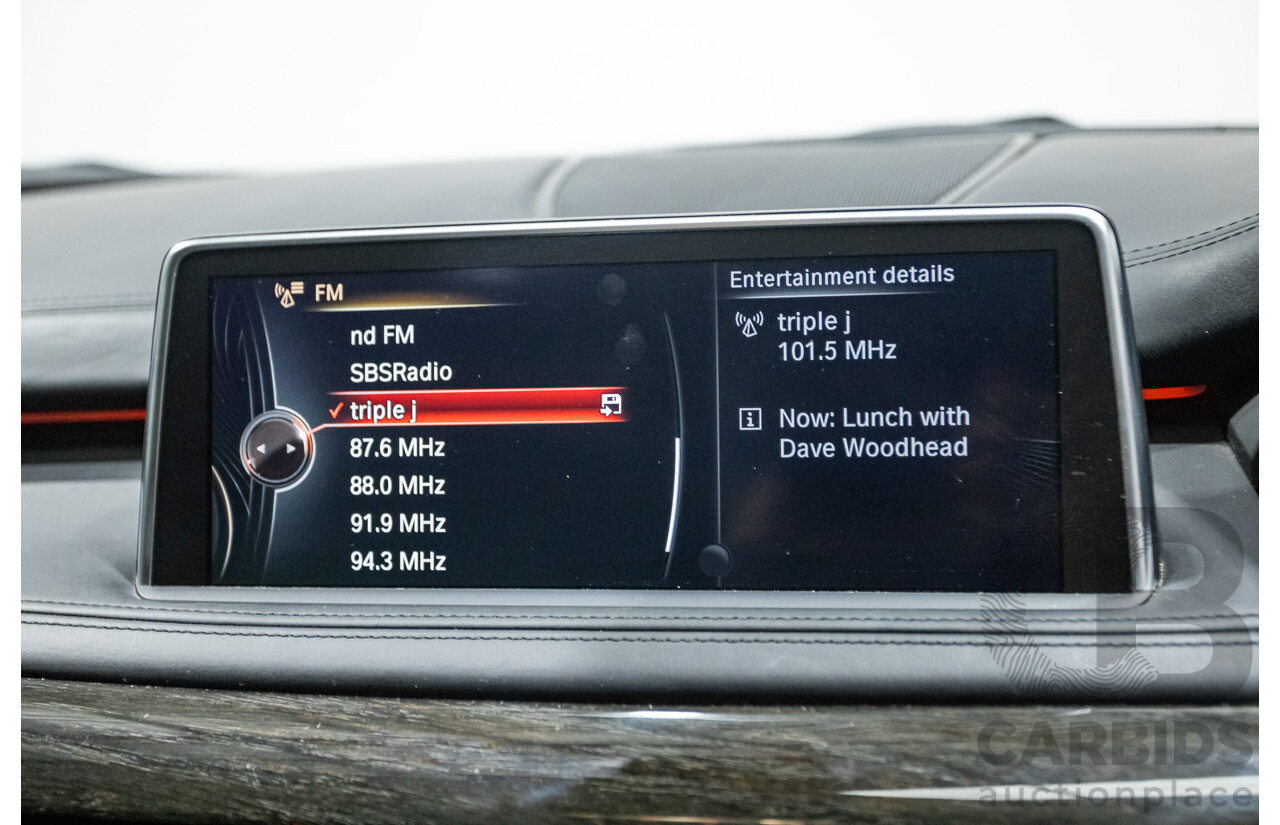 FM
nd FM
SBSRadio
triple j
87.6 MHz
88.0 MHz
91.9 MHz
94.3 MHz
Entertainment details
triple j
101.5 MHz
Now: Lunch with
Dave Woodhead
CB
CARBIDS
auctionplace